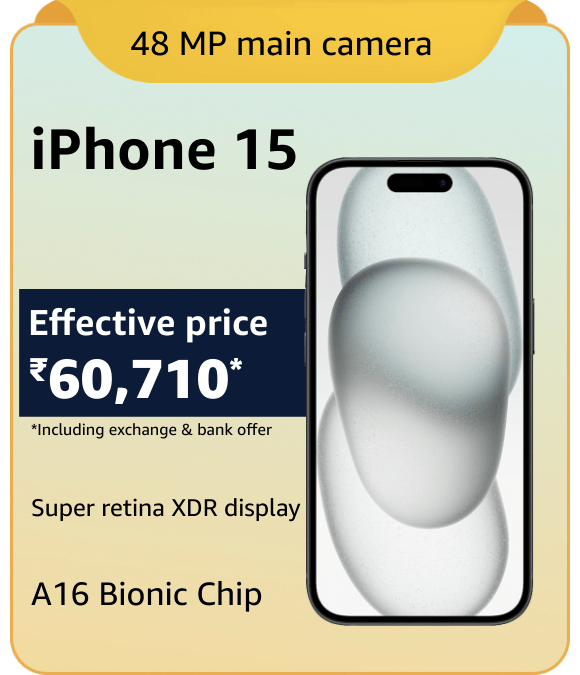 48 MP main camera
iPhone 15
Effective price
₹60,710*
*Including exchange & bank offer
Super retina XDR display
A16 Bionic Chip